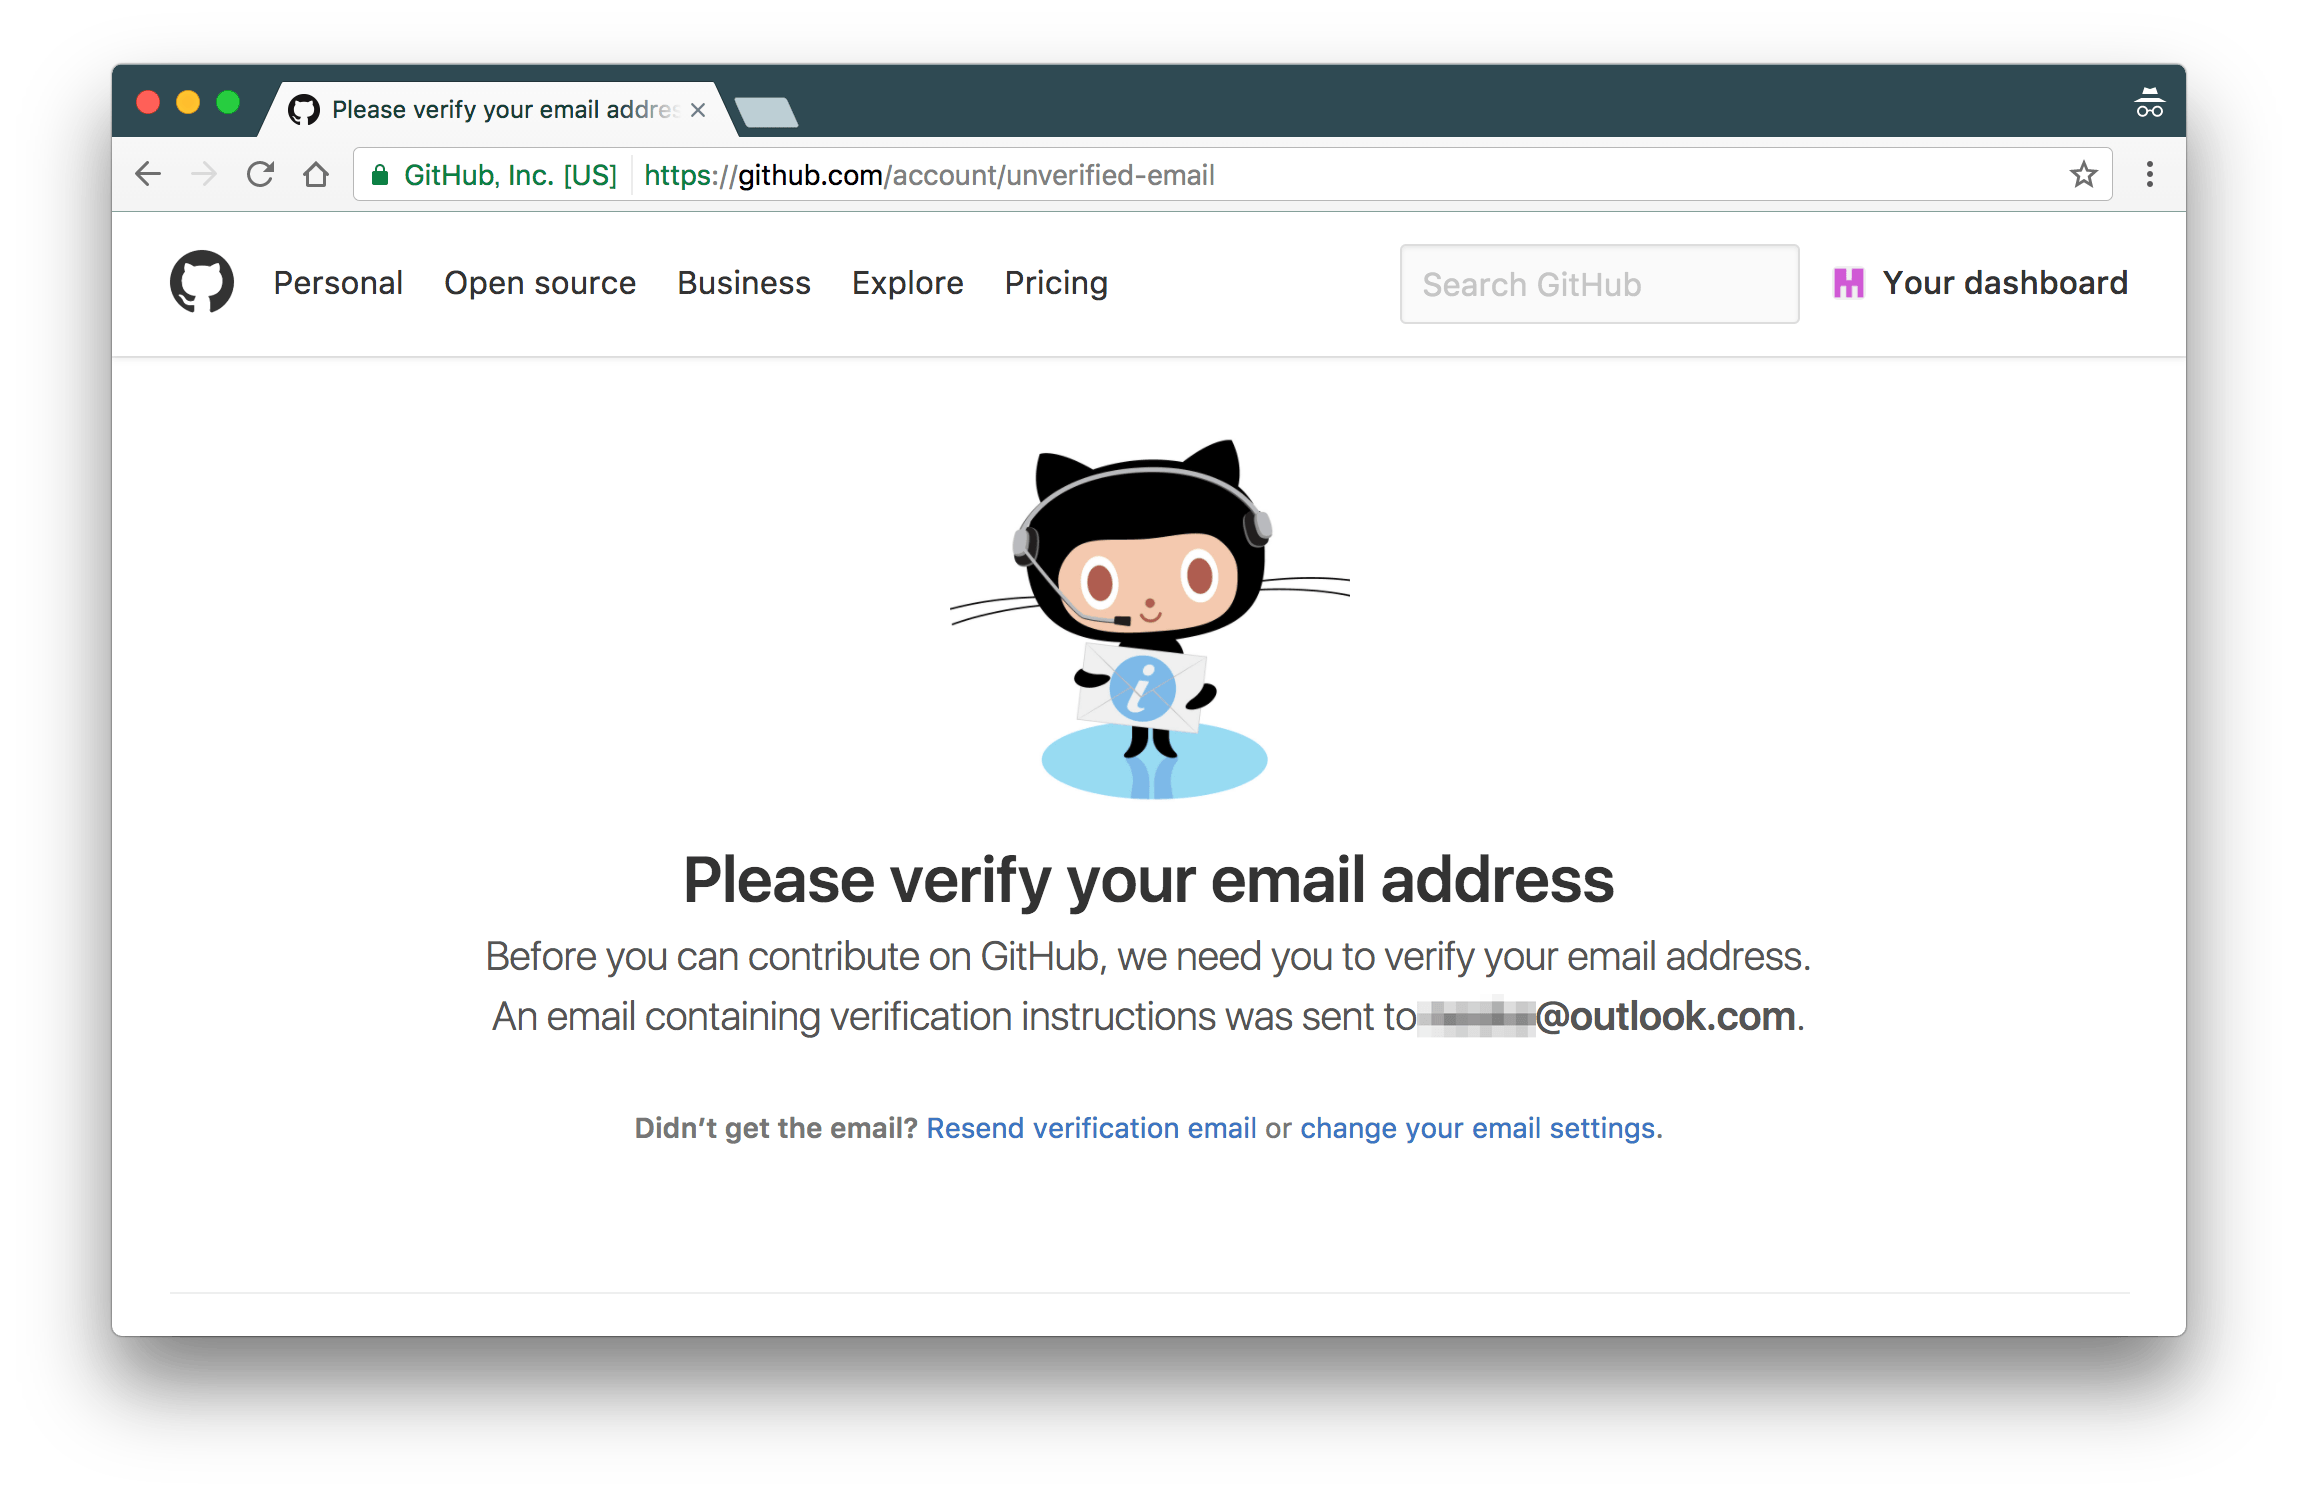 Please verify your email addres
GitHub, Inc. [US] https://github.com/account/unverified-email
Personal Open source Business Explore Pricing Search GitHub Your dashboard
i
Please verify your email address
Before you can contribute on GitHub, we need you to verify your email address.
An email containing verification instructions was sent to @outlook.com.
Didn’t get the email? Resend verification email or change your email settings.